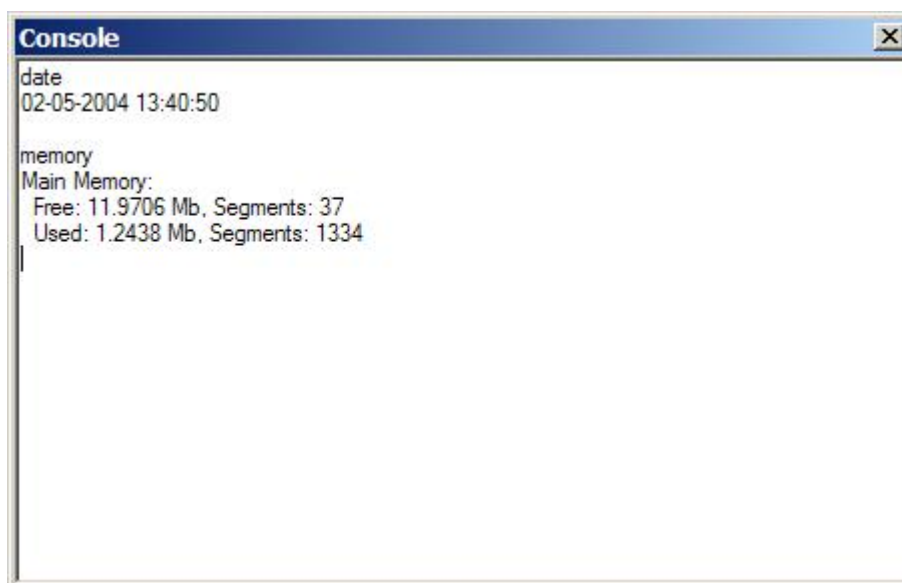 Console
date
02-05-2004 13:40:50
memory
Main Memory:
Free: 11.9706 Mb, Segments: 37
Used: 1.2438 Mb, Segments: 1334